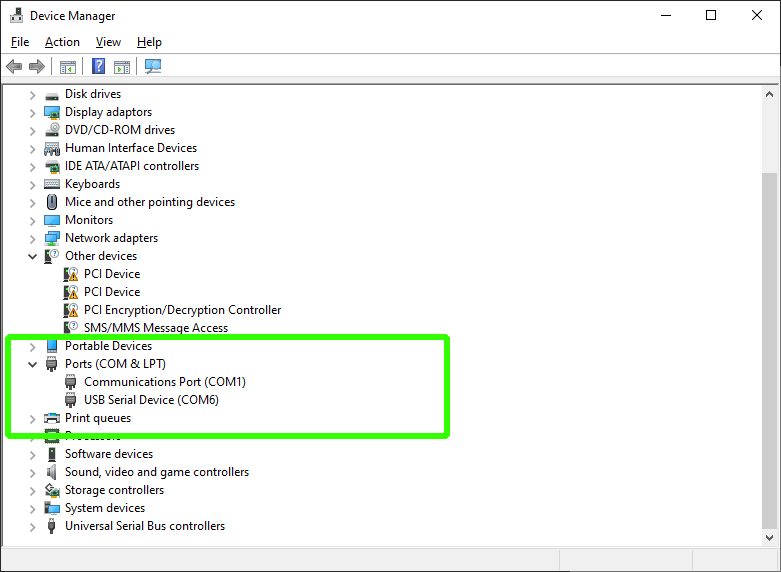 Device Manager
File Action View Help
Disk drives
Display adaptors
DVD/CD-ROM drives
Human Interface Devices
IDE ATA/ATAPI controllers
Keyboards
Mice and other pointing devices
Monitors
Network adapters
Other devices
PCI Device
PCI Device
PCI Encryption/Decryption Controller
SMS/MMS Message Access
Portable Devices
Ports (COM & LPT)
Communications Port (COM1)
USB Serial Device (COM6)
Print queues
Processors
Software devices
Sound, video and game controllers
Storage controllers
System devices
Universal Serial Bus controllers